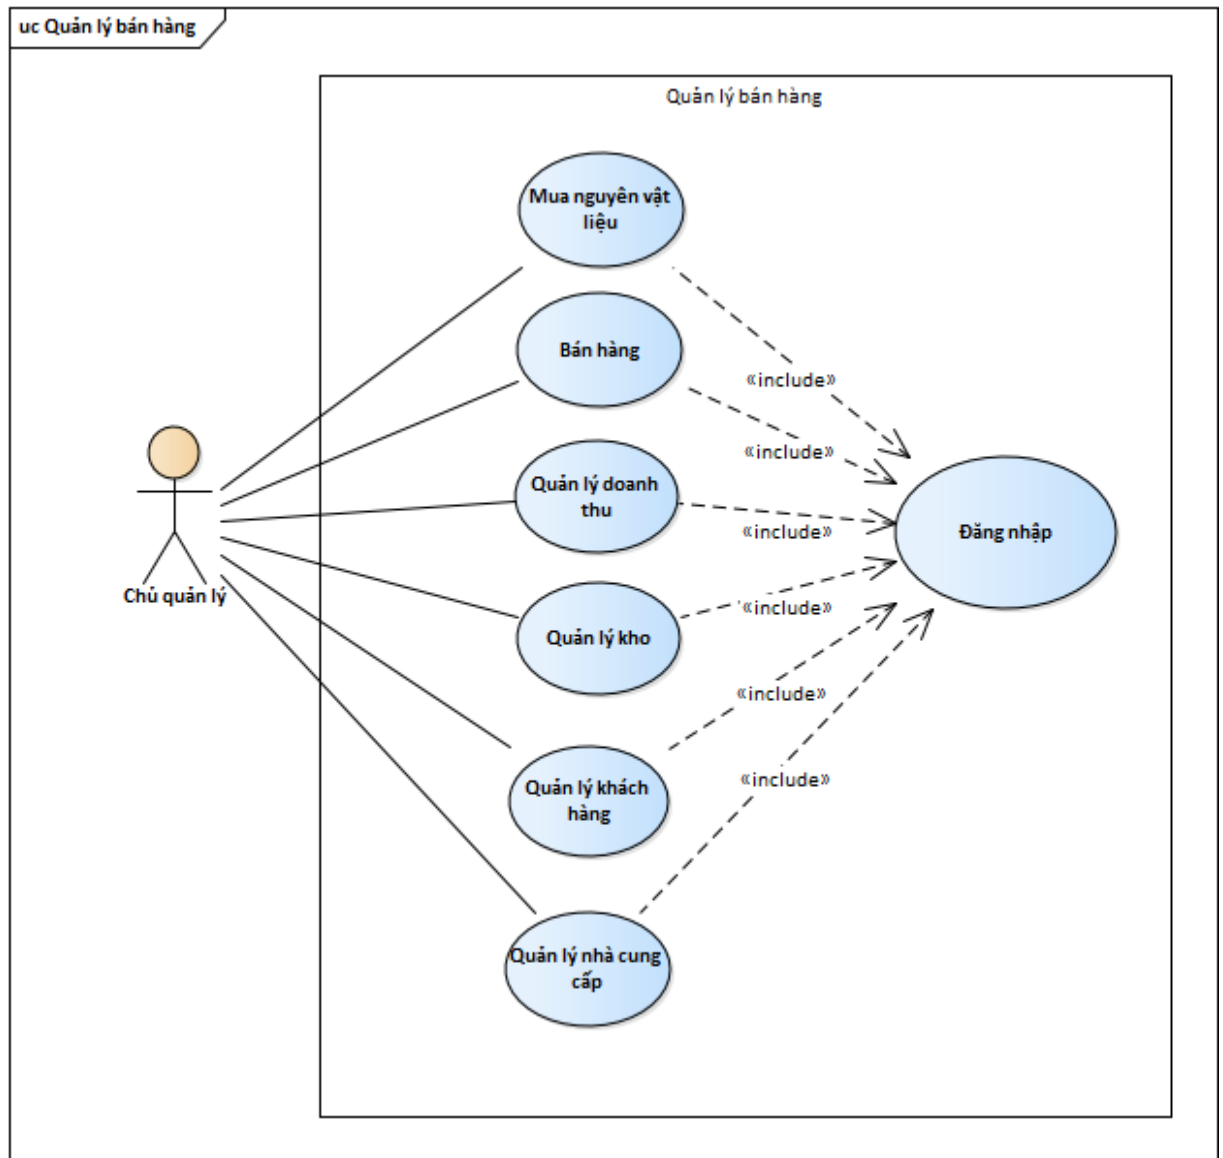 uc Quản lý bán hàng
Quản lý bán hàng
Mua nguyên vật
liệu
Bán hàng
«include»
«include»
Quản lý doanh
thu
«include»
Đăng nhập
Chủ quản lý
«include»
Quản lý kho
«include»
Quản lý khách
hàng
«include»
Quản lý nhà cung
cấp